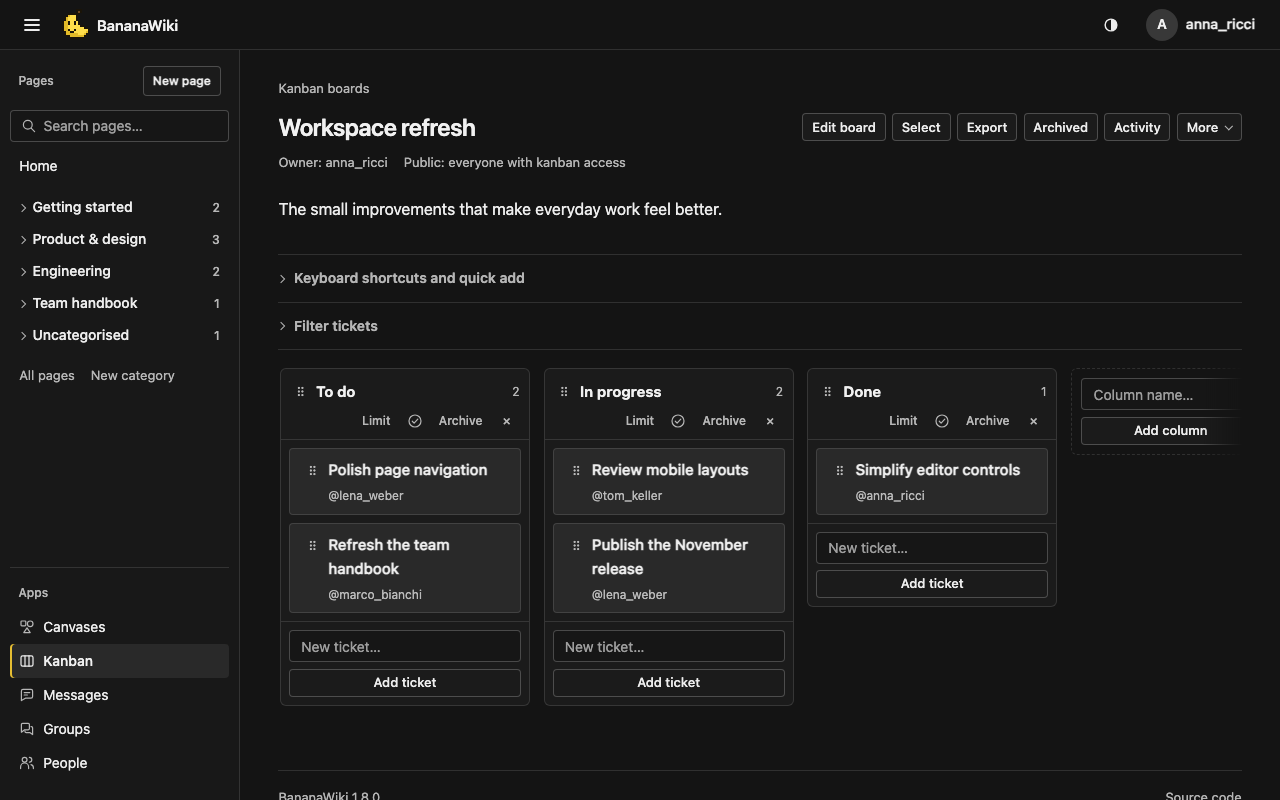 BananaWiki
A
anna_ricci
Pages
New page
Search pages...
Home
Getting started 2
Product & design 3
Engineering 2
Team handbook 1
Uncategorised 1
All pages New category
Apps
Canvases
Kanban
Messages
Groups
People
Kanban boards
Workspace refresh
Edit board
Select
Export
Archived
Activity
More
Owner: anna_ricci Public: everyone with kanban access
The small improvements that make everyday work feel better.
Keyboard shortcuts and quick add
Filter tickets
To do 2
Limit Archive ×
Polish page navigation
@lena_weber
Refresh the team
handbook
@marco_bianchi
New ticket...
Add ticket
In progress 2
Limit Archive ×
Review mobile layouts
@tom_keller
Publish the November
release
@lena_weber
New ticket...
Add ticket
Done 1
Limit Archive ×
Simplify editor controls
@anna_ricci
New ticket...
Add ticket
Column name...
Add column
BananaWiki 1.8.0
Source code